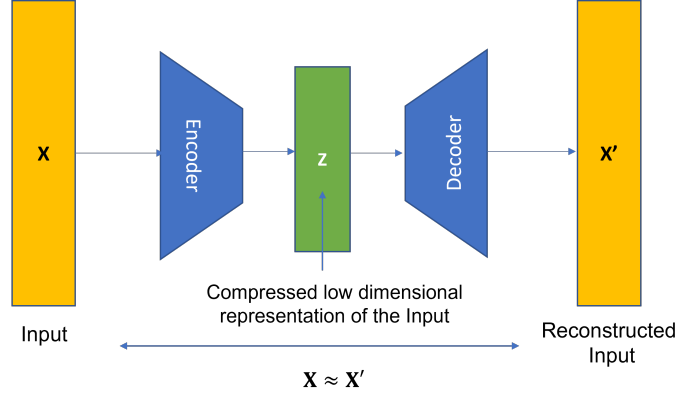 X
Encoder
z
Decoder
X'
Compressed low dimensional
representation of the Input
Input
Reconstructed
Input
X ≈ X′